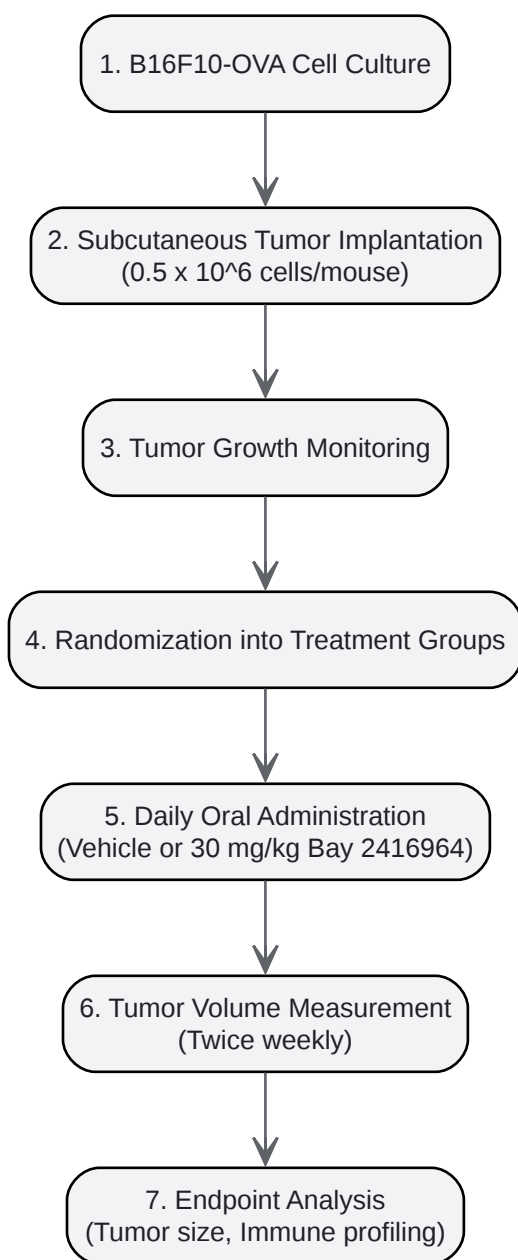 1. B16F10-OVA Cell Culture
2. Subcutaneous Tumor Implantation
(0.5 x 10^6 cells/mouse)
3. Tumor Growth Monitoring
4. Randomization into Treatment Groups
5. Daily Oral Administration
(Vehicle or 30 mg/kg Bay 2416964)
6. Tumor Volume Measurement
(Twice weekly)
7. Endpoint Analysis
(Tumor size, Immune profiling)